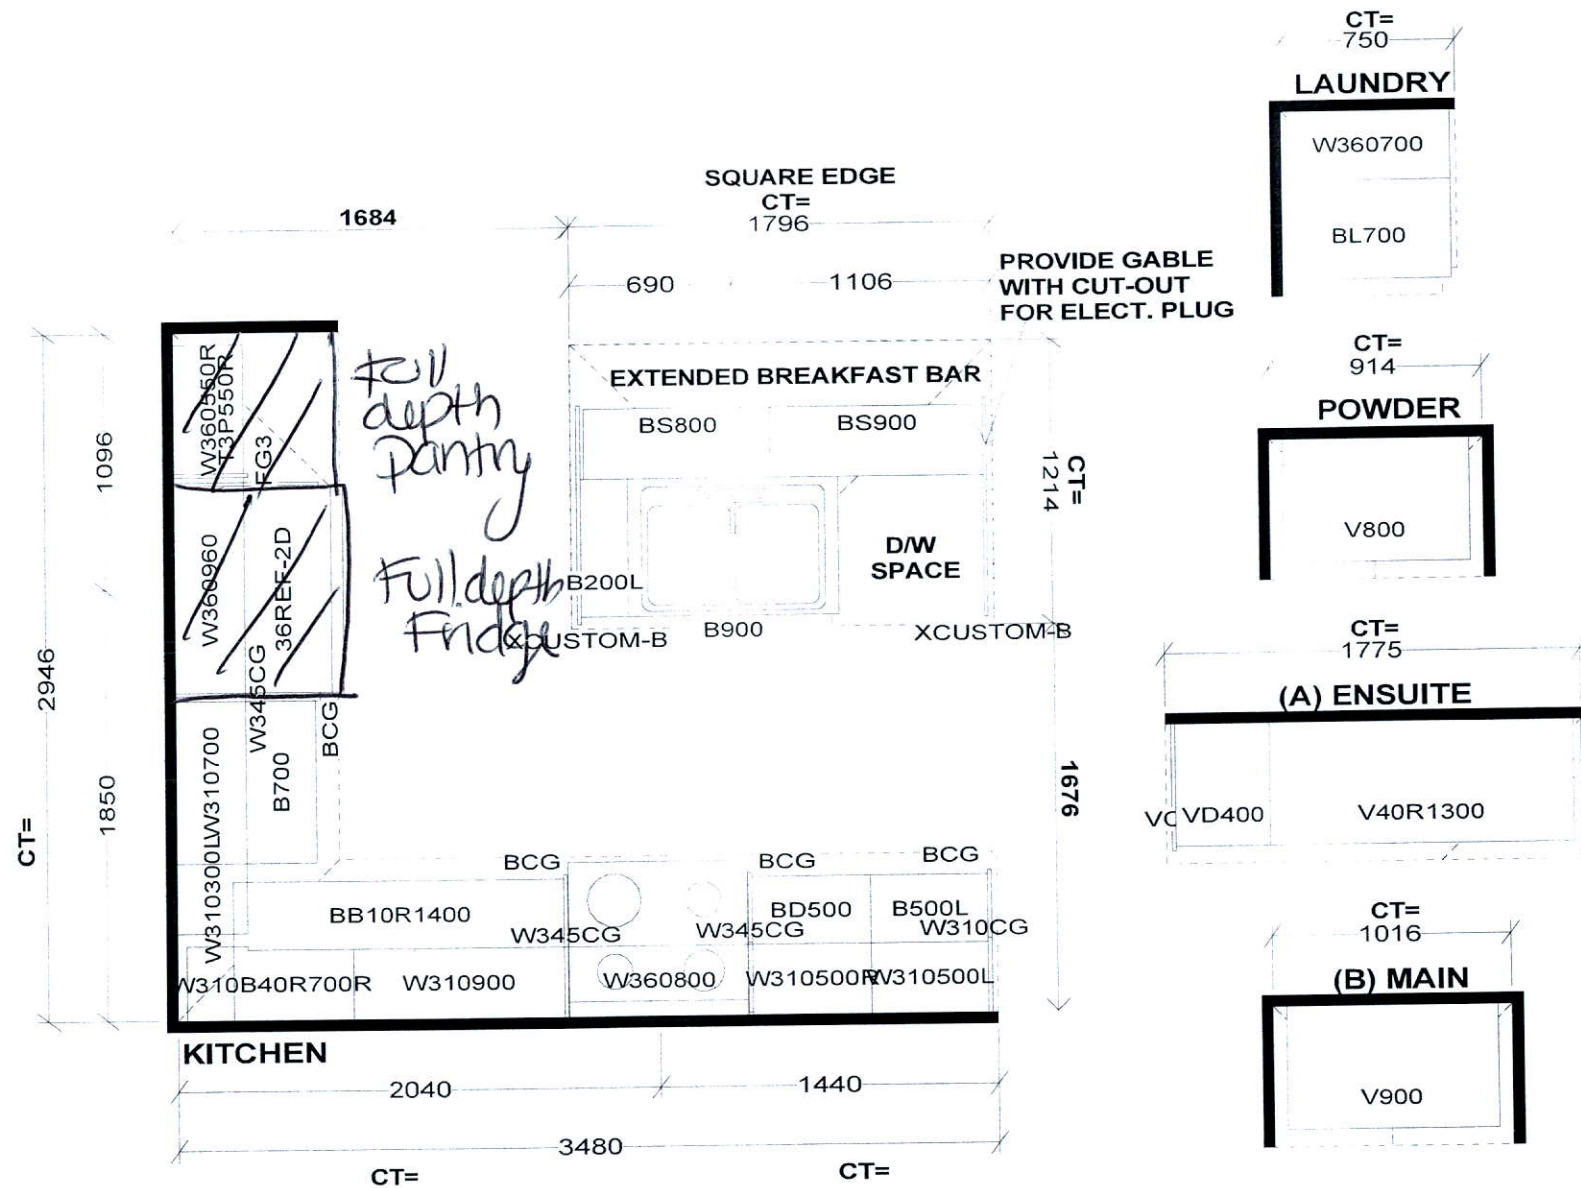 CT=
750
LAUNDRY
W360700
BL700
SQUARE EDGE
CT=
1684
1796
690
1106
PROVIDE GABLE
WITH CUT-OUT
FOR ELECT. PLUG
EXTENDED BREAKFAST BAR
BS800
BS900
CT=
1214
D/W
SPACE
B200L
B900
XCUSTOM-B
XCUSTOM-B
Full
depth
pantry
Full depth
Fridge
W360550R
T3P550R
FG3
W360960
36REF-2D
W345CG
BCG
1096
2946
1850
CT=
W310300L
W310700
B700
1676
BCG
BCG
BCG
BB10R1400
W345CG
W345CG
BD500
B500L
W310CG
W310B40R700R
W310900
W360800
W310500R
W310500L
KITCHEN
2040
1440
3480
CT=
CT=
CT=
914
POWDER
V800
CT=
1775
(A) ENSUITE
VD400
V40R1300
CT=
1016
(B) MAIN
V900